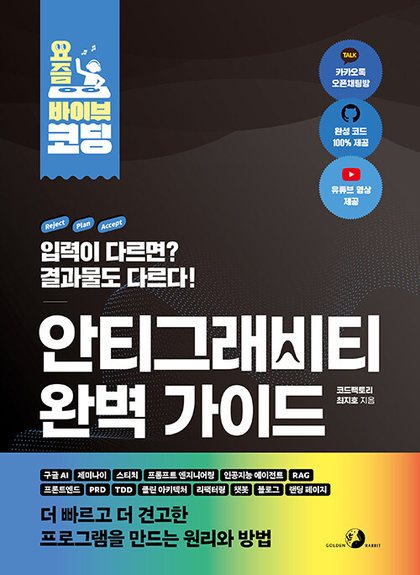 요즘
바이브
코딩
TALK
카카오톡
오픈채팅방
완성 코드
100% 제공
유튜브 영상
제공
Reject Plan Accept
입력이 다르면?
결과물도 다르다!
안티그래비티
완벽 가이드
코드팩토리
최지호 지음
구글 AI 제미나이 스티치 프롬프트 엔지니어링 인공지능 에이전트 RAG
프론트엔드 PRD TDD 클린 아키텍처 리팩터링 챗봇 블로그 랜딩 페이지
더 빠르고 더 견고한
프로그램을 만드는 원리와 방법
GOLDEN RABBIT